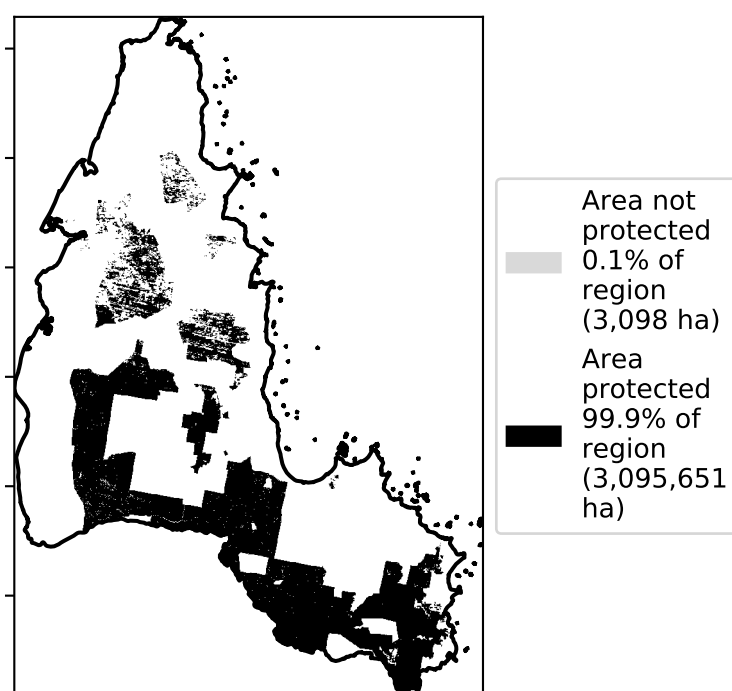 Area not
protected
0.1% of
region
(3,098 ha)
Area
protected
99.9% of
region
(3,095,651
ha)